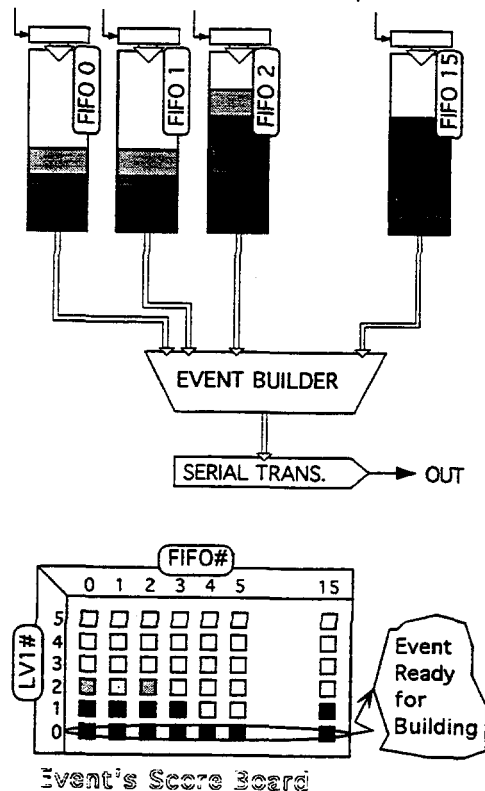 FIFO 0
FIFO 1
FIFO 2
FIFO 15
EVENT BUILDER
SERIAL TRANS.
OUT
FIFO#
0 1 2 3 4 5 15
LV1#
5
4
3
2
1
0
Event
Ready
for
Building
Event's Score Board